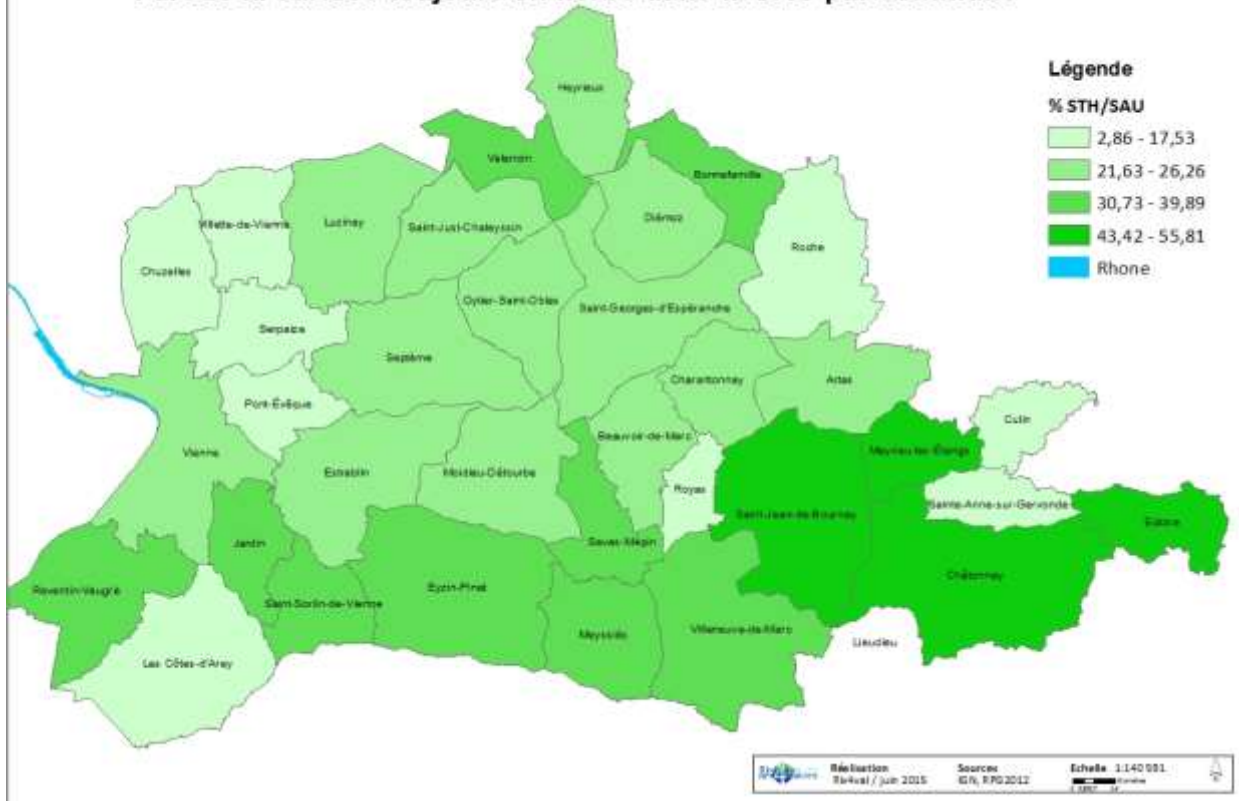 Légende
% STH/SAU
2,86 - 17,53
21,63 - 26,26
30,73 - 39,89
43,42 - 55,81
Rhone
Heyrieux
Valencin
Bonnefamille
Diémoz
Roche
Villette-de-Vienne
Luzinay
Saint-Just-Chaleyssin
Chuzelles
Oytier-Saint-Oblas
Saint-Georges-d'Espéranche
Serpaize
Septème
Charantonnay
Artas
Pont-Évêque
Culin
Beauvoir-de-Marc
Vienne
Estrablin
Moidieu-Détourbe
Meyrieu-les-Étangs
Royas
Sainte-Anne-sur-Gervonde
Saint-Jean-de-Bournay
Eclose
Jardin
Savas-Mépin
Châtonnay
Reventin-Vaugris
Eyzin-Pinet
Saint-Sorlin-de-Vienne
Meyssiès
Villeneuve-de-Marc
Lieudieu
Les Côtes-d'Arey
Réalisation
juin 2015
Sources
IGN, RPG2012
Echelle